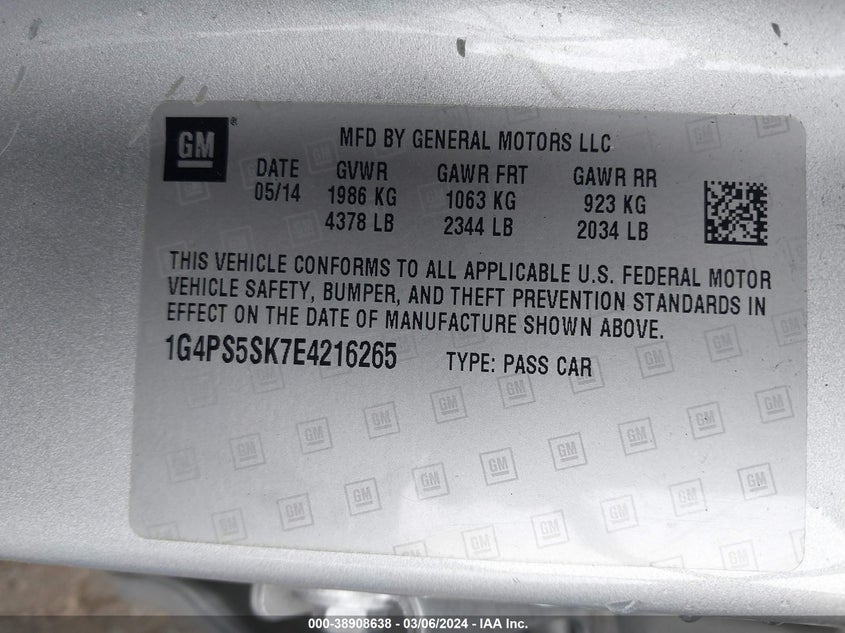 GM®
MFD BY GENERAL MOTORS LLC
DATE GVWR GAWR FRT GAWR RR
05/14 1986 KG 1063 KG 923 KG
4378 LB 2344 LB 2034 LB
THIS VEHICLE CONFORMS TO ALL APPLICABLE U.S. FEDERAL MOTOR
VEHICLE SAFETY, BUMPER, AND THEFT PREVENTION STANDARDS IN
EFFECT ON THE DATE OF MANUFACTURE SHOWN ABOVE.
1G4PS5SK7E4216265 TYPE: PASS CAR
000-38908638 - 03/06/2024 - IAA Inc.